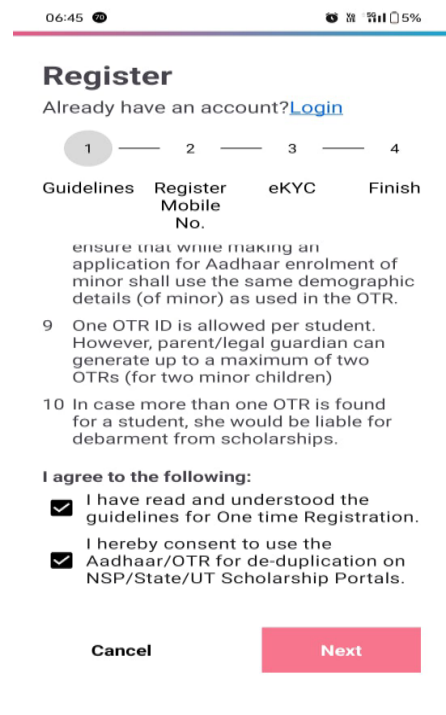 06:45 70 5G 5%
Register
Already have an account?Login
1 2 3 4
Guidelines Register Mobile No. eKYC Finish
ensure that while making an
application for Aadhaar enrolment of
minor shall use the same demographic
details (of minor) as used in the OTR.
9 One OTR ID is allowed per student.
However, parent/legal guardian can
generate up to a maximum of two
OTRs (for two minor children)
10 In case more than one OTR is found
for a student, she would be liable for
debarment from scholarships.
I agree to the following:
I have read and understood the
guidelines for One time Registration.
I hereby consent to use the
Aadhaar/OTR for de-duplication on
NSP/State/UT Scholarship Portals.
Cancel Next